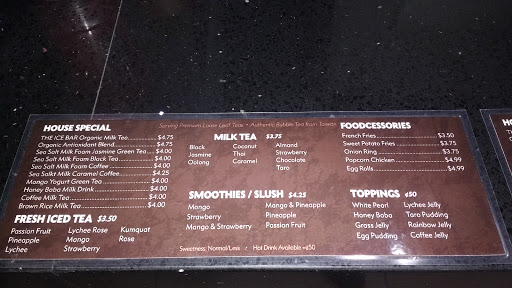 Serving Premium Loose Leaf Teas • Authentic Bubble Tea from Taiwan
HOUSE SPECIAL
THE ICE BAR Organic Milk Tea............$4.75
Organic Antioxidant Blend............$4.75
Sea Salt Milk Foam Jasmine Green Tea....$4.00
Sea Salt Milk Foam Black Tea............$4.00
Sea Salt Milk Foam Coffee............$4.00
Sea Salkt Milk Caramel Coffee............$4.25
Mango Yogurt Green Tea............$4.00
Honey Boba Milk Drink............$4.00
Coffee Milk Tea............$4.00
Brown Rice Milk Tea............$4.00
FRESH ICED TEA $3.50
Passion Fruit Lychee Rose Kumquat
Pineapple Mango Rose
Lychee Strawberry
MILK TEA $3.75
Black Coconut Almond
Jasmine Thai Strawberry
Oolong Caramel Chocolate
Taro
SMOOTHIES / SLUSH $4.25
Mango Mango & Pineapple
Strawberry Pineapple
Mango & Strawberry Passion Fruit
Sweetness: Normal/Less / Hot Drink Available +¢50
FOODCESSORIES
French Fries............$3.50
Sweet Potato Fries............$3.75
Onion Ring............$3.75
Popcorn Chicken............$4.99
Egg Rolls............$4.99
TOPPINGS ¢50
White Pearl Lychee Jelly
Honey Boba Taro Pudding
Grass Jelly Rainbow Jelly
Egg Pudding Coffee Jelly